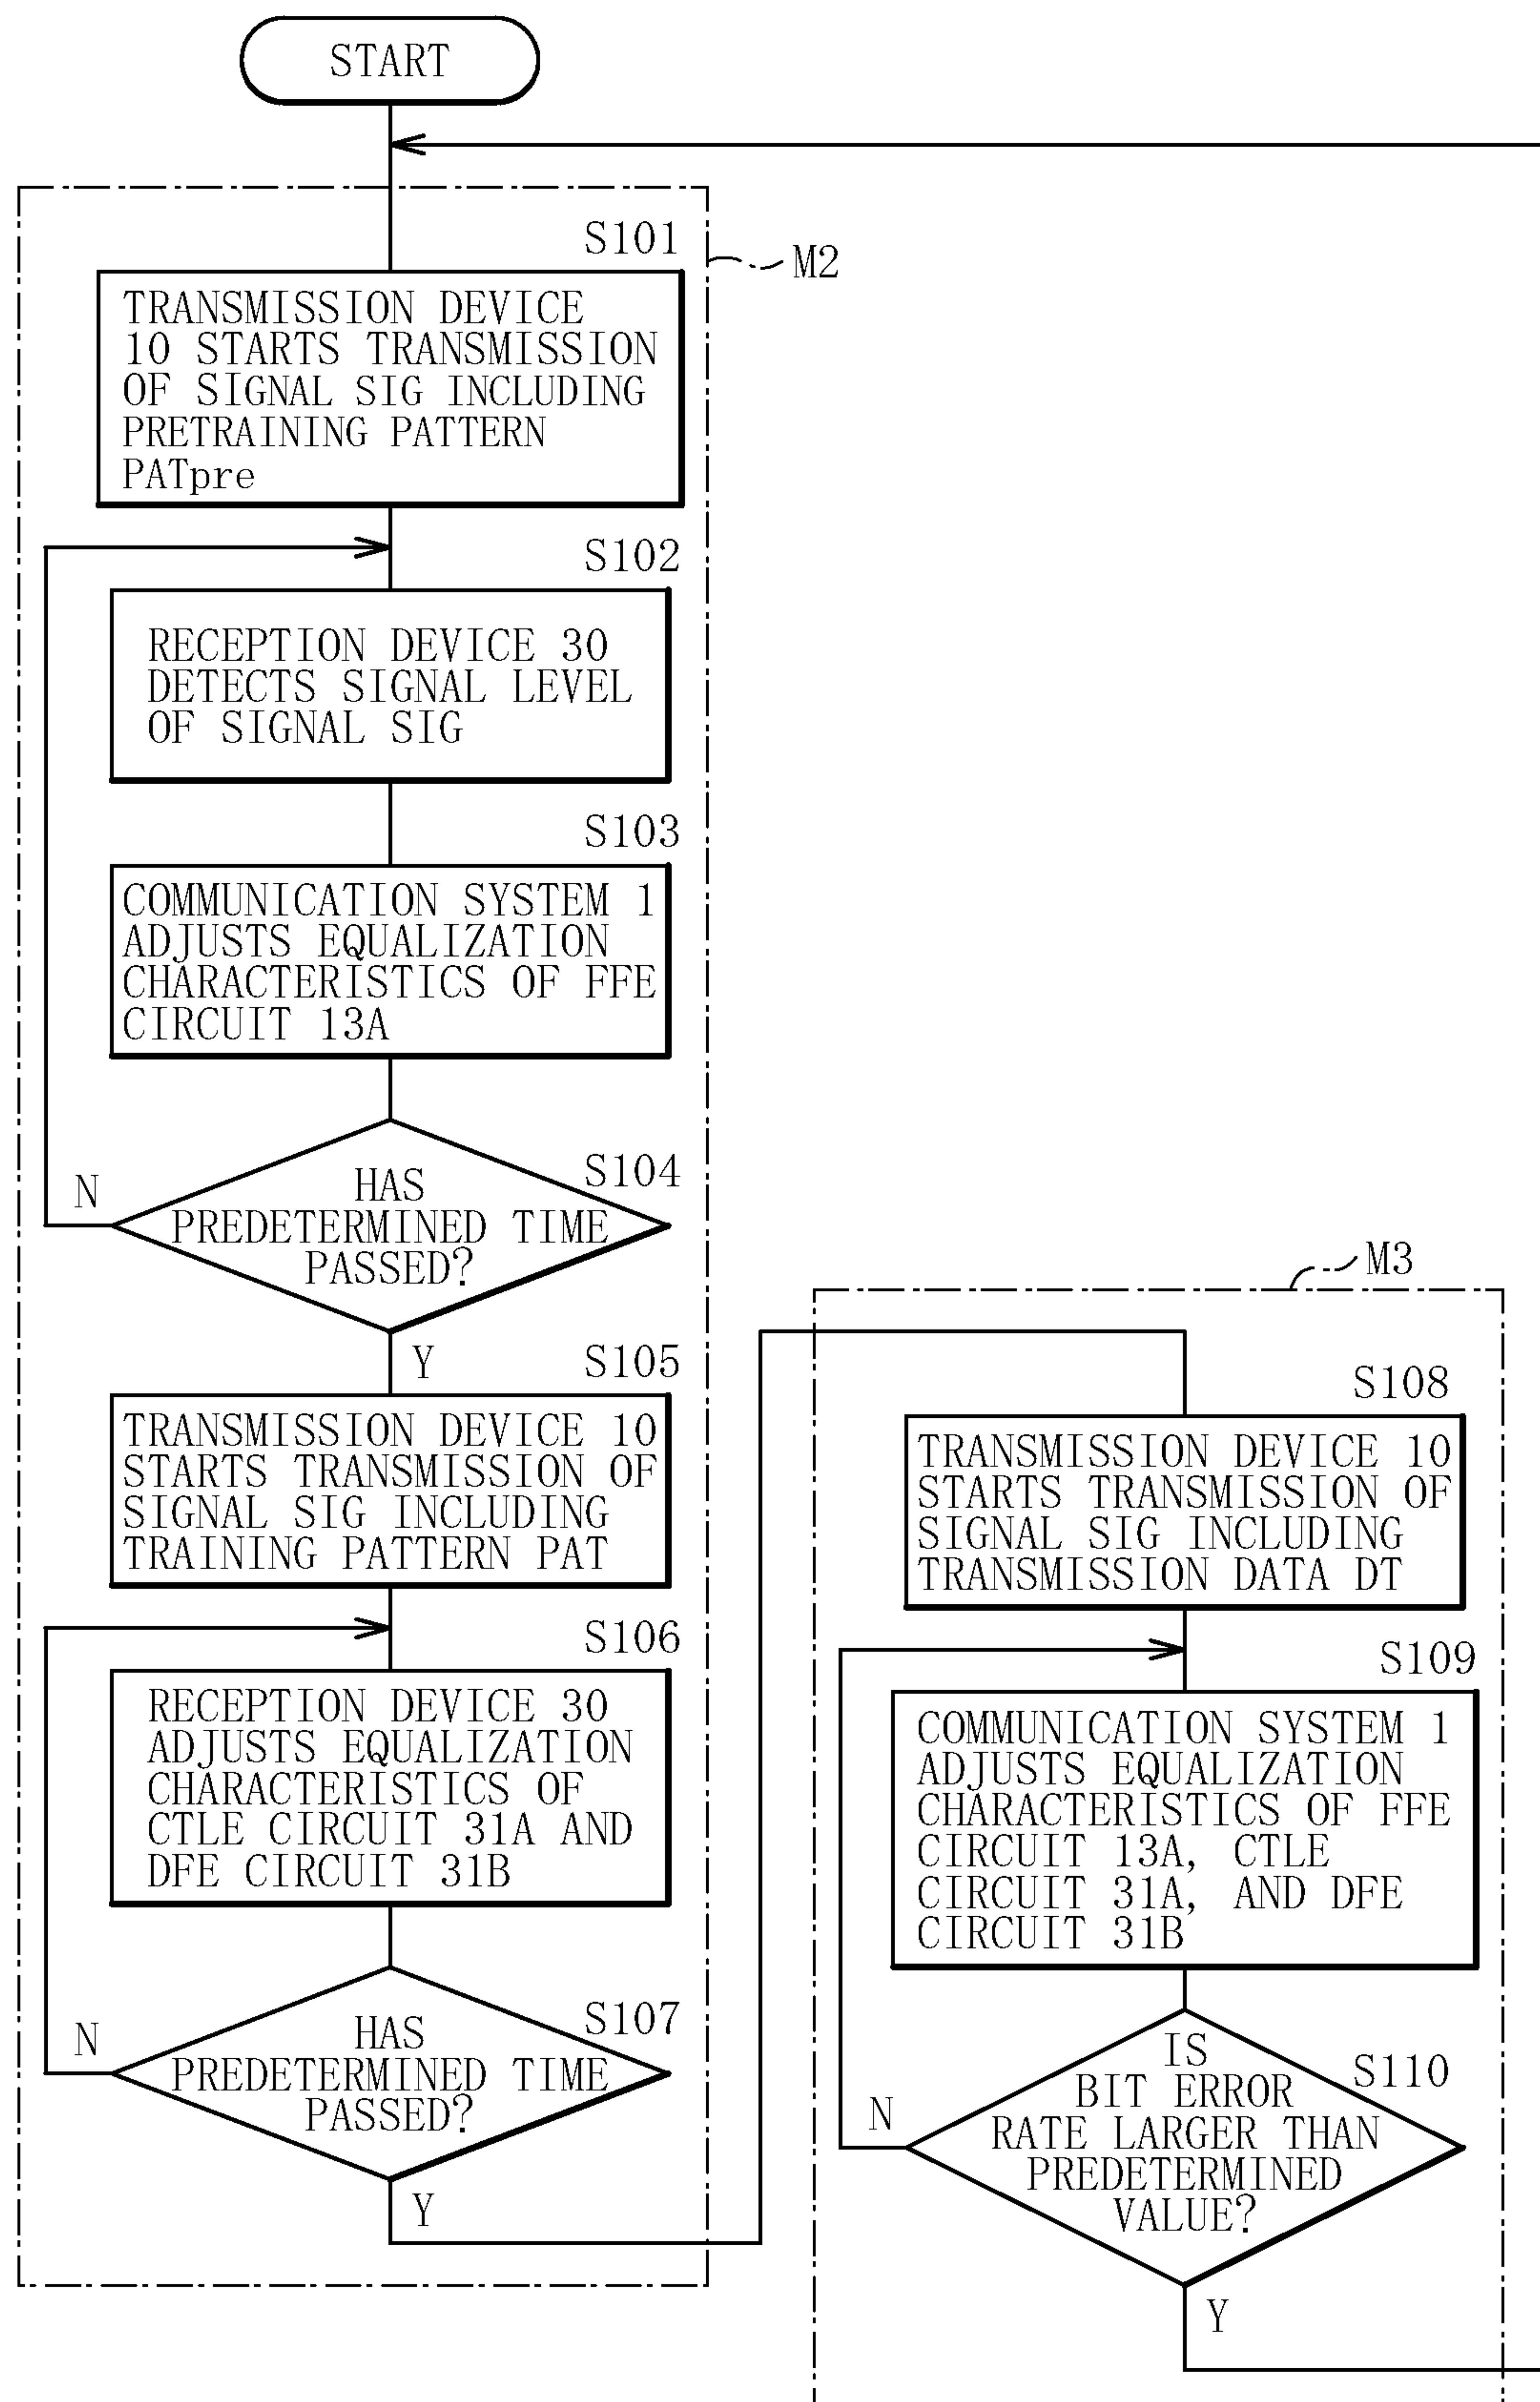 START
S101
M2
TRANSMISSION DEVICE
10 STARTS TRANSMISSION
OF SIGNAL SIG INCLUDING
PRETRAINING PATTERN
PATpre
S102
RECEPTION DEVICE 30
DETECTS SIGNAL LEVEL
OF SIGNAL SIG
S103
COMMUNICATION SYSTEM 1
ADJUSTS EQUALIZATION
CHARACTERISTICS OF FFE
CIRCUIT 13A
S104
N
HAS
PREDETERMINED TIME
PASSED?
Y
S105
TRANSMISSION DEVICE 10
STARTS TRANSMISSION OF
SIGNAL SIG INCLUDING
TRAINING PATTERN PAT
S106
RECEPTION DEVICE 30
ADJUSTS EQUALIZATION
CHARACTERISTICS OF
CTLE CIRCUIT 31A AND
DFE CIRCUIT 31B
S107
N
HAS
PREDETERMINED TIME
PASSED?
Y
M3
S108
TRANSMISSION DEVICE 10
STARTS TRANSMISSION OF
SIGNAL SIG INCLUDING
TRANSMISSION DATA DT
S109
COMMUNICATION SYSTEM 1
ADJUSTS EQUALIZATION
CHARACTERISTICS OF FFE
CIRCUIT 13A, CTLE
CIRCUIT 31A, AND DFE
CIRCUIT 31B
S110
N
IS
BIT ERROR
RATE LARGER THAN
PREDETERMINED
VALUE?
Y